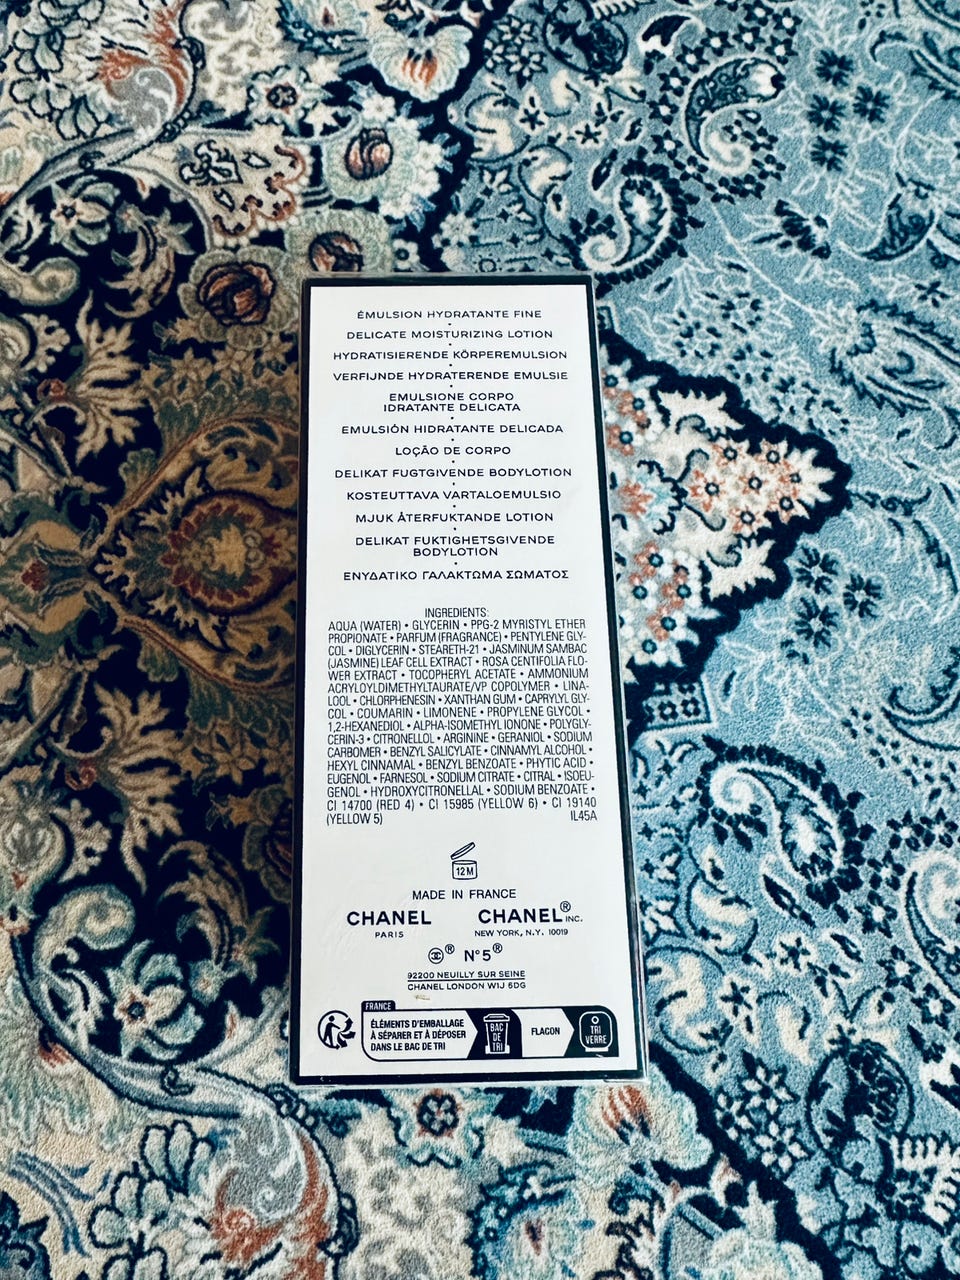 ÉMULSION HYDRATANTE FINE
•
DELICATE MOISTURIZING LOTION
•
HYDRATISIERENDE KÖRPEREMULSION
•
VERFIJNDE HYDRATERENDE EMULSIE
•
EMULSIONE CORPO
IDRATANTE DELICATA
•
EMULSIÓN HIDRATANTE DELICADA
•
LOÇÃO DE CORPO
•
DELIKAT FUGTGIVENDE BODYLOTION
•
KOSTEUTTAVA VARTALOEMULSIO
•
MJUK ÅTERFUKTANDE LOTION
•
DELIKAT FUKTIGHETSGIVENDE
BODYLOTION
•
ΕΝΥΔΑΤΙΚΟ ΓΑΛΑΚΤΩΜΑ ΣΩΜΑΤΟΣ
INGREDIENTS:
AQUA (WATER) • GLYCERIN • PPG-2 MYRISTYL ETHER
PROPIONATE • PARFUM (FRAGRANCE) • PENTYLENE GLY-
COL • DIGLYCERIN • STEARETH-21 • JASMINUM SAMBAC
(JASMINE) LEAF CELL EXTRACT • ROSA CENTIFOLIA FLO-
WER EXTRACT • TOCOPHERYL ACETATE • AMMONIUM
ACRYLOYLDIMETHYLTAURATE/VP COPOLYMER • LINA-
LOOL • CHLORPHENESIN • XANTHAN GUM • CAPRYLYL GLY-
COL • COUMARIN • LIMONENE • PROPYLENE GLYCOL •
1,2-HEXANEDIOL • ALPHA-ISOMETHYL IONONE • POLYGLY-
CERIN-3 • CITRONELLOL • ARGININE • GERANIOL • SODIUM
CARBOMER • BENZYL SALICYLATE • CINNAMYL ALCOHOL •
HEXYL CINNAMAL • BENZYL BENZOATE • PHYTIC ACID •
EUGENOL • FARNESOL • SODIUM CITRATE • CITRAL • ISOEU-
GENOL • HYDROXYCITRONELLAL • SODIUM BENZOATE •
CI 14700 (RED 4) • CI 15985 (YELLOW 6) • CI 19140
(YELLOW 5) IL45A
12 M
MADE IN FRANCE
CHANEL CHANEL® INC.
PARIS NEW YORK, N.Y. 10019
® N°5®
92200 NEUILLY SUR SEINE
CHANEL LONDON W1J 6DG
FRANCE
ÉLÉMENTS D'EMBALLAGE
À SÉPARER ET À DÉPOSER
DANS LE BAC DE TRI
BAC
DE
TRI
FLACON
TRI
VERRE